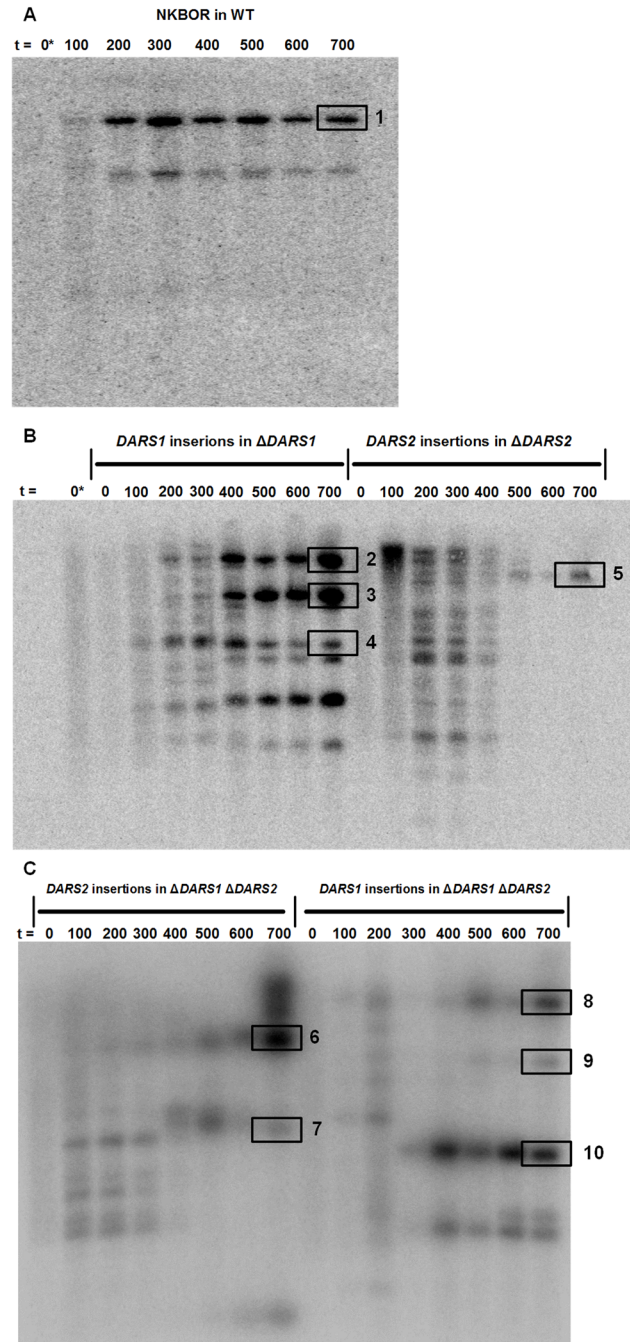 A
NKBOR in WT
t = 0* 100 200 300 400 500 600 700
1
B
DARS1 inserions in ΔDARS1 DARS2 insertions in ΔDARS2
t = 0* 0 100 200 300 400 500 600 700 0 100 200 300 400 500 600 700
2
5
3
4
C
DARS2 insertions in ΔDARS1 ΔDARS2 DARS1 insertions in ΔDARS1 ΔDARS2
t = 0 100 200 300 400 500 600 700 0 100 200 300 400 500 600 700
8
6
9
7
10